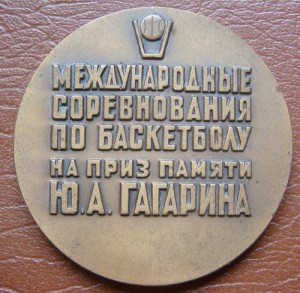 МЕЖДУНАРОДНЫЕ
СОРЕВНОВАНИЯ
ПО БАСКЕТБОЛУ
НА ПРИЗ ПАМЯТИ
Ю.А. ГАГАРИНА